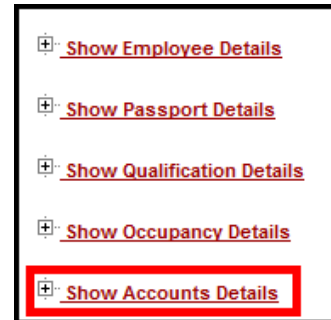 Show Employee Details
Show Passport Details
Show Qualification Details
Show Occupancy Details
Show Accounts Details